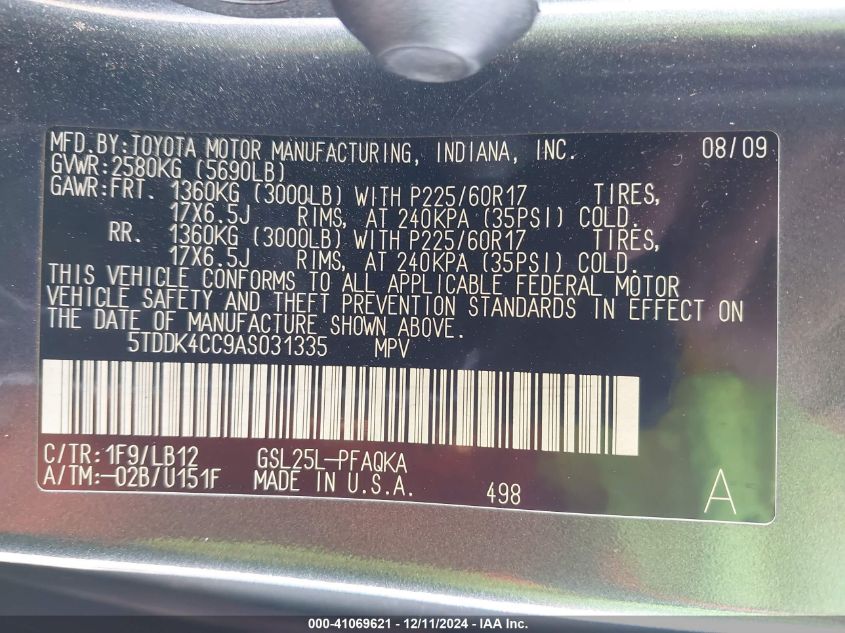 MFD.BY:TOYOTA MOTOR MANUFACTURING, INDIANA, INC. 08/09
GVWR:2580KG (5690LB)
GAWR:FRT. 1360KG (3000LB) WITH P225/60R17 TIRES,
17X6.5J RIMS, AT 240KPA (35PSI) COLD.
RR. 1360KG (3000LB) WITH P225/60R17 TIRES,
17X6.5J RIMS, AT 240KPA (35PSI) COLD.
THIS VEHICLE CONFORMS TO ALL APPLICABLE FEDERAL MOTOR
VEHICLE SAFETY AND THEFT PREVENTION STANDARDS IN EFFECT ON
THE DATE OF MANUFACTURE SHOWN ABOVE.
5TDDK4CC9AS031335 MPV
C/TR:1F9/LB12 GSL25L-PFAQKA
A/TM:-02B/U151F MADE IN U.S.A. 498 A
000-41069621 - 12/11/2024 - IAA Inc.